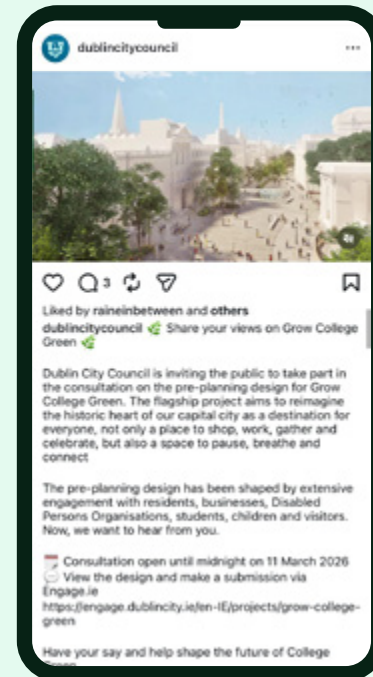 dublincitycouncil
3
Liked by raineinbetween and others
dublincitycouncil 🌿 Share your views on Grow College
Green 🌿
Dublin City Council is inviting the public to take part in
the consultation on the pre-planning design for Grow
College Green. The flagship project aims to reimagine
the historic heart of our capital city as a destination for
everyone, not only a place to shop, work, gather and
celebrate, but also a space to pause, breathe and
connect
The pre-planning design has been shaped by extensive
engagement with residents, businesses, Disabled
Persons Organisations, students, children and visitors.
Now, we want to hear from you.
🗓️ Consultation open until midnight on 11 March 2026
💬 View the design and make a submission via
Engage.ie
https://engage.dublincity.ie/en-IE/projects/grow-college-
green
Have your say and help shape the future of College
Green